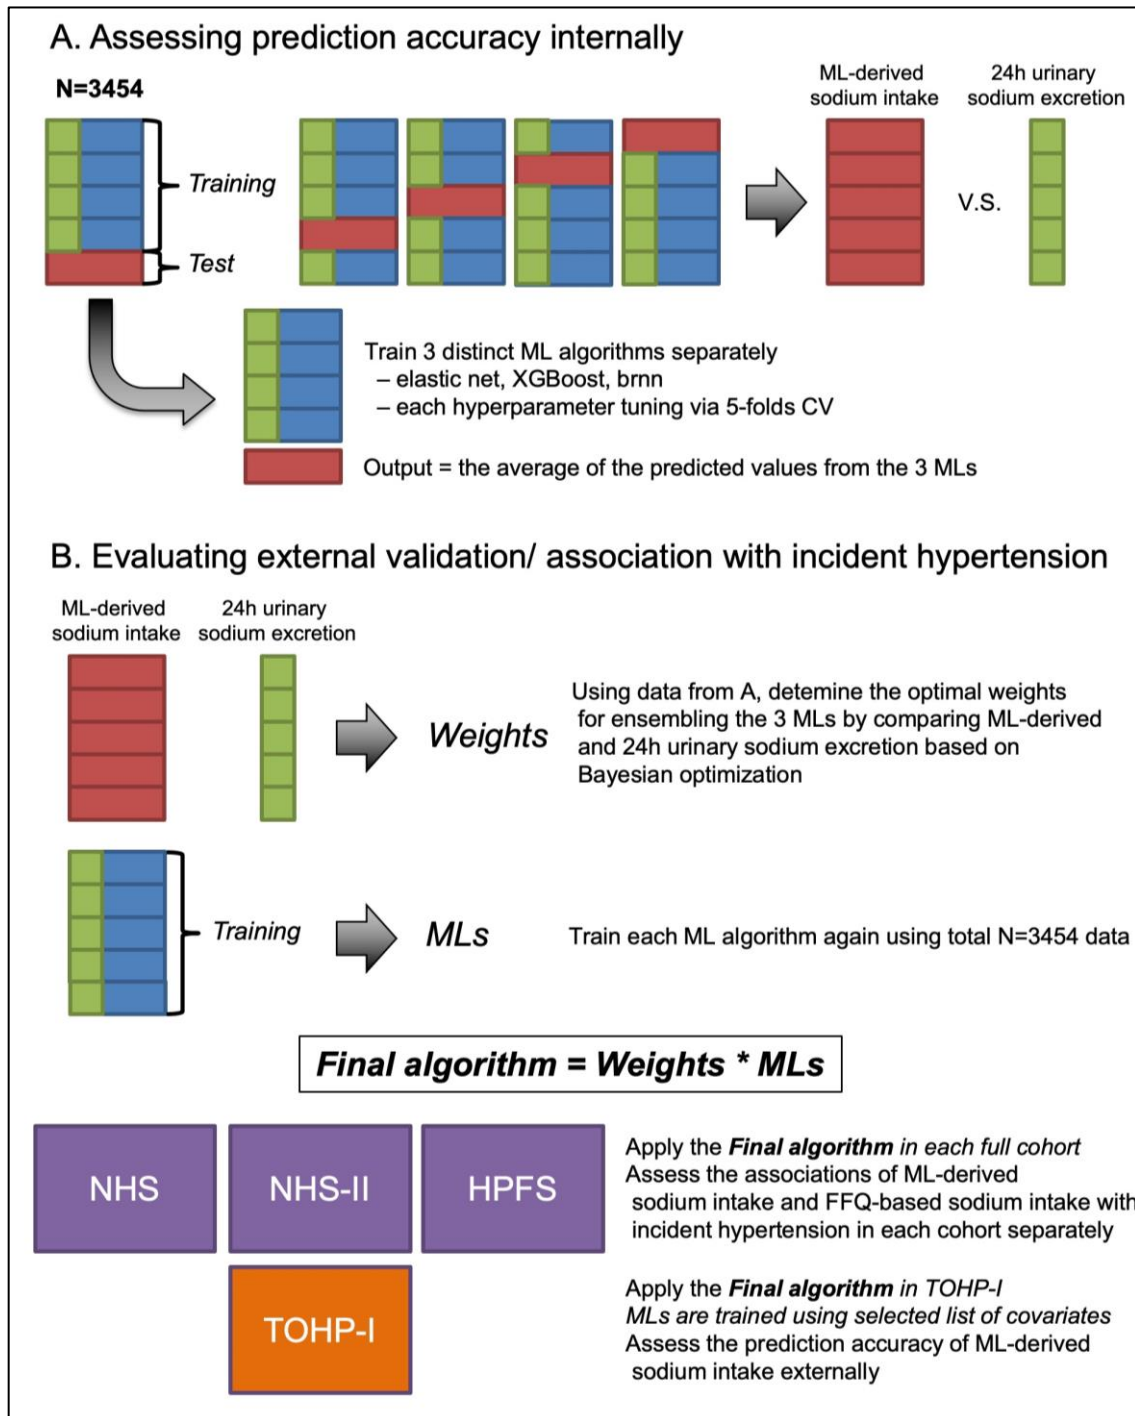 A. Assessing prediction accuracy internally
N=3454
ML-derived
sodium intake
24h urinary
sodium excretion
Training
Test
V.S.
Train 3 distinct ML algorithms separately
– elastic net, XGBoost, brnn
– each hyperparameter tuning via 5-folds CV
Output = the average of the predicted values from the 3 MLs
B. Evaluating external validation/ association with incident hypertension
ML-derived
sodium intake
24h urinary
sodium excretion
Weights
Using data from A, detemine the optimal weights
for ensembling the 3 MLs by comparing ML-derived
and 24h urinary sodium excretion based on
Bayesian optimization
Training
MLs
Train each ML algorithm again using total N=3454 data
Final algorithm = Weights * MLs
NHS
NHS-II
HPFS
Apply the Final algorithm in each full cohort
Assess the associations of ML-derived
sodium intake and FFQ-based sodium intake with
incident hypertension in each cohort separately
TOHP-I
Apply the Final algorithm in TOHP-I
MLs are trained using selected list of covariates
Assess the prediction accuracy of ML-derived
sodium intake externally